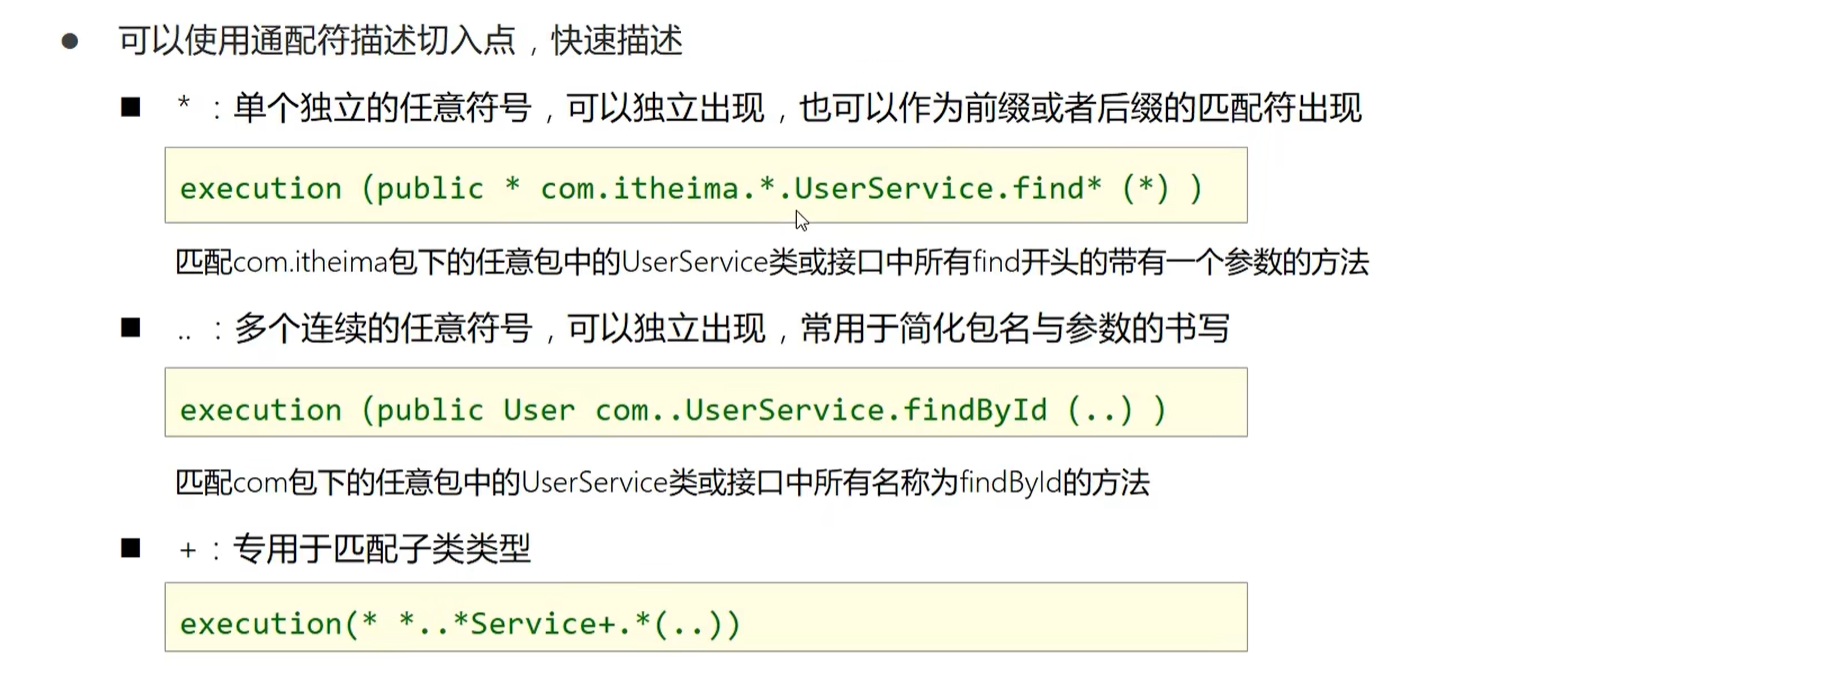 ● 可以使用通配符描述切入点，快速描述
■ * ：单个独立的任意符号，可以独立出现，也可以作为前缀或者后缀的匹配符出现
execution (public * com.itheima.*.UserService.find* (*) )
匹配com.itheima包下的任意包中的UserService类或接口中所有find开头的带有一个参数的方法
■ .. ：多个连续的任意符号，可以独立出现，常用于简化包名与参数的书写
execution (public User com..UserService.findById (..) )
匹配com包下的任意包中的UserService类或接口中所有名称为findById的方法
■ + ：专用于匹配子类类型
execution(* *..*Service+.*(..))